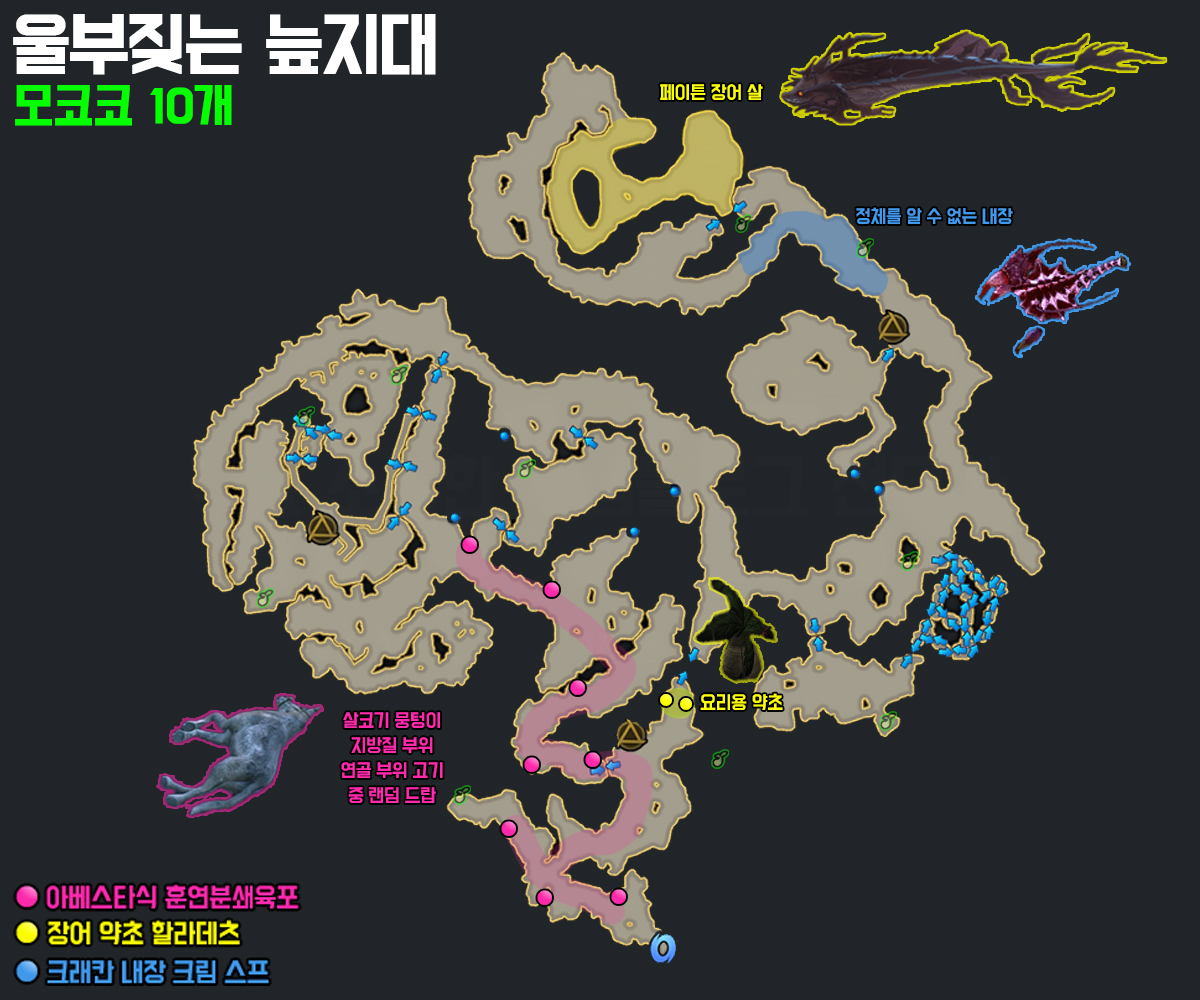 울부짖는 늪지대
모코코 10개
페이튼 장어 살
정체를 알 수 없는 내장
요리용 약초
살코기 뭉텅이
지방질 부위
연골 부위 고기
중 랜덤 드랍
아베스타식 훈연분쇄육포
장어 약초 할라데츠
크래칸 내장 크림 스프